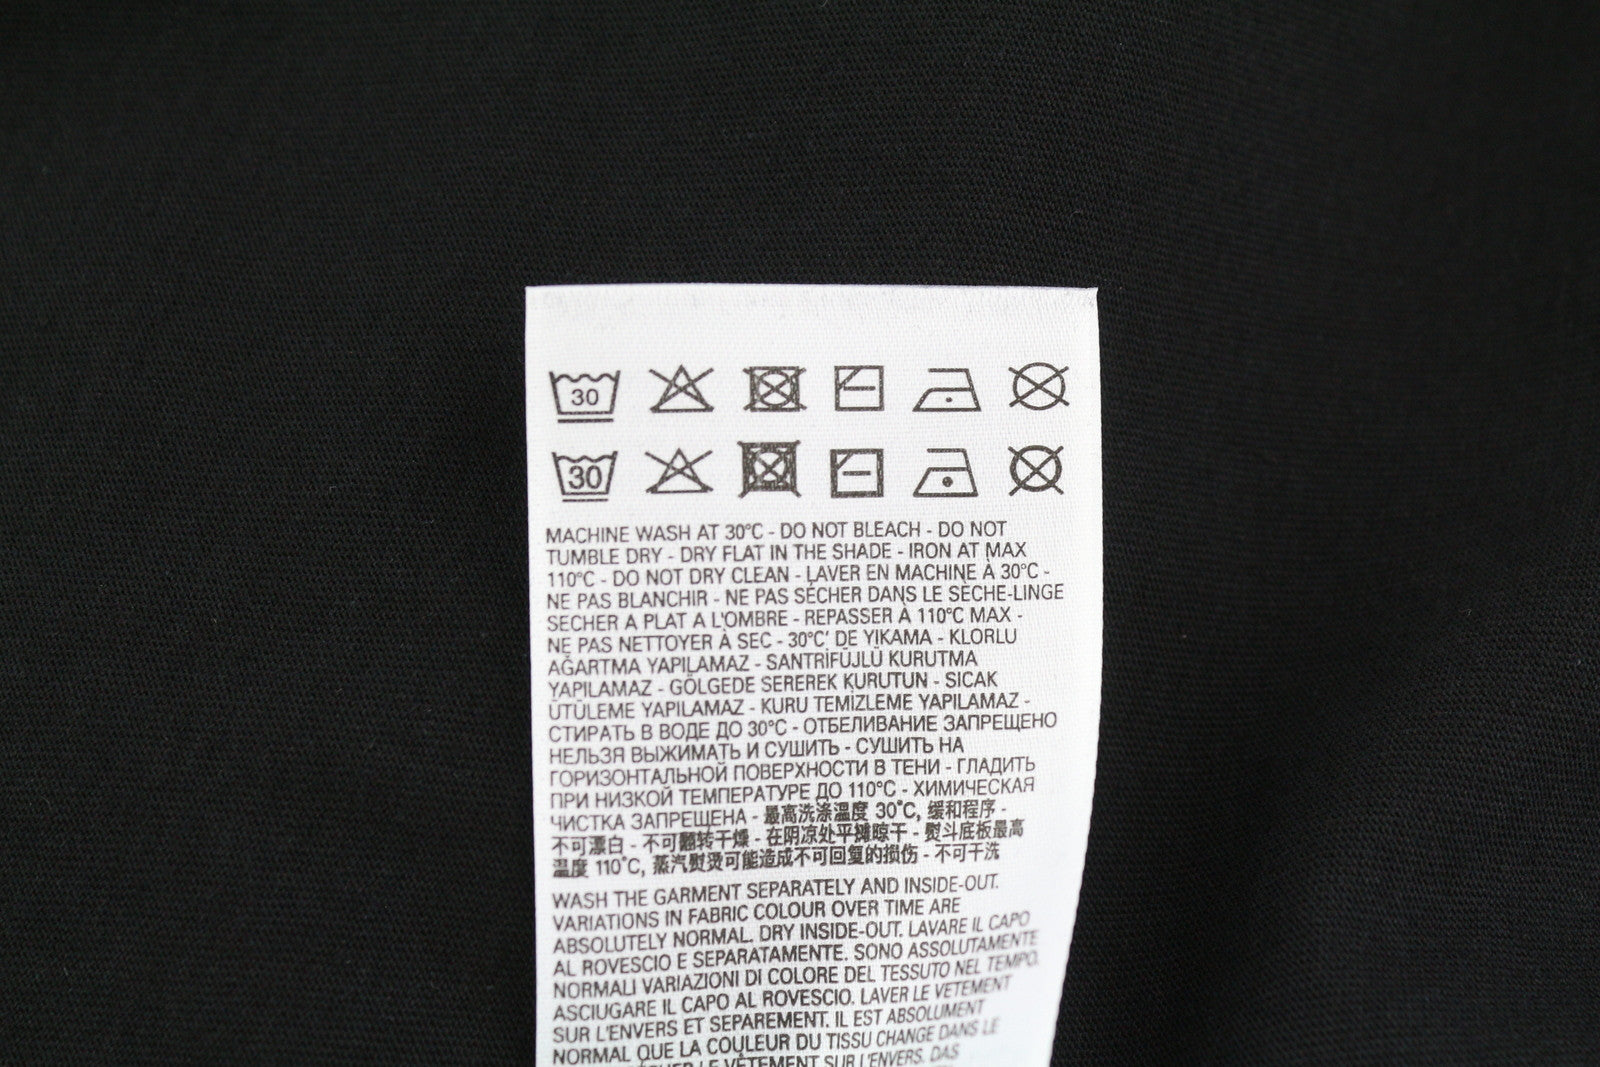 30
30
MACHINE WASH AT 30°C - DO NOT BLEACH - DO NOT
TUMBLE DRY - DRY FLAT IN THE SHADE - IRON AT MAX
110°C - DO NOT DRY CLEAN - LAVER EN MACHINE À 30°C -
NE PAS BLANCHIR - NE PAS SÉCHER DANS LE SÈCHE-LINGE
SECHER A PLAT A L'OMBRE - REPASSER À 110°C MAX -
NE PAS NETTOYER À SEC - 30°C' DE YIKAMA - KLORLU
AĞARTMA YAPILAMAZ - SANTRİFÜJLÜ KURUTMA
YAPILAMAZ - GÖLGEDE SEREREK KURUTUN - SICAK
ÜTÜLEME YAPILAMAZ - KURU TEMİZLEME YAPILAMAZ -
СТИРАТЬ В ВОДЕ ДО 30°C - ОТБЕЛИВАНИЕ ЗАПРЕЩЕНО
НЕЛЬЗЯ ВЫЖИМАТЬ И СУШИТЬ - СУШИТЬ НА
ГОРИЗОНТАЛЬНОЙ ПОВЕРХНОСТИ В ТЕНИ - ГЛАДИТЬ
ПРИ НИЗКОЙ ТЕМПЕРАТУРЕ ДО 110°C - ХИМИЧЕСКАЯ
ЧИСТКА ЗАПРЕЩЕНА - 最高洗涤温度 30°C, 缓和程序 -
不可漂白 - 不可翻转干燥 - 在阴凉处平摊晾干 - 熨斗底板最高
温度 110°C, 蒸汽熨烫可能造成不可回复的损伤 - 不可干洗
WASH THE GARMENT SEPARATELY AND INSIDE-OUT.
VARIATIONS IN FABRIC COLOUR OVER TIME ARE
ABSOLUTELY NORMAL. DRY INSIDE-OUT. LAVARE IL CAPO
AL ROVESCIO E SEPARATAMENTE. SONO ASSOLUTAMENTE
NORMALI VARIAZIONI DI COLORE DEL TESSUTO NEL TEMPO.
ASCIUGARE IL CAPO AL ROVESCIO. LAVER LE VETEMENT
SUR L'ENVERS ET SEPAREMENT. IL EST ABSOLUMENT
NORMAL QUE LA COULEUR DU TISSU CHANGE DANS LE
LE VÊTEMENT SUR L'ENVERS. DAS